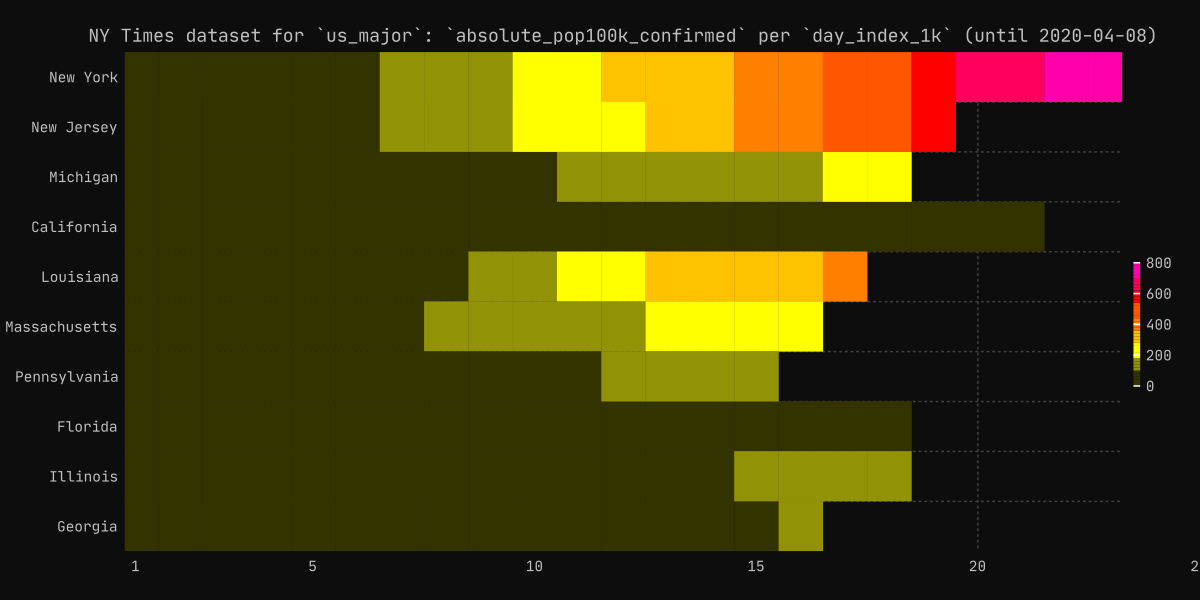 NY Times dataset for `us_major`: `absolute_pop100k_confirmed` per `day_index_1k` (until 2020-04-08)
New York
New Jersey
Michigan
California
Louisiana
Massachusetts
Pennsylvania
Florida
Illinois
Georgia
800
600
400
200
0
1 5 10 15 20 2